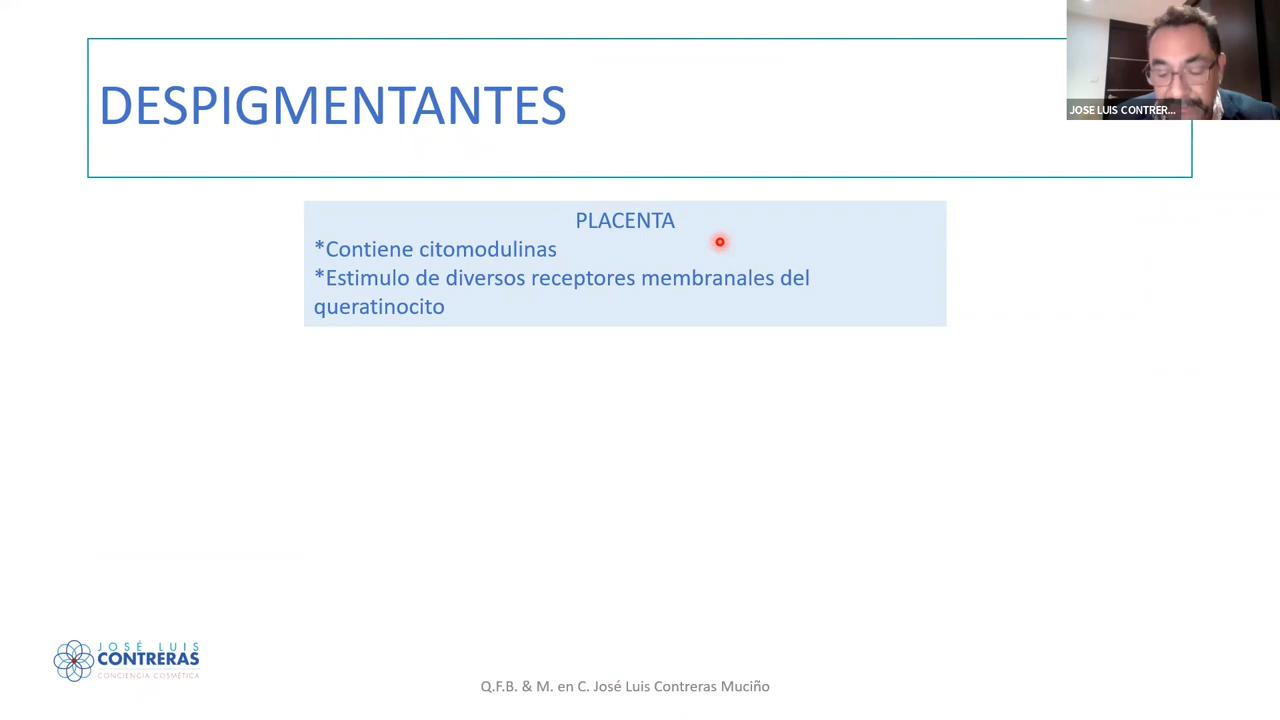 DESPIGMENTANTES
JOSE LUIS CONTRER...
PLACENTA
*Contiene citomodulinas
*Estimulo de diversos receptores membranales del
queratinocito
JOSÉ LUIS
CONTRERAS
CONCIENCIA COSMÉTICA
Q.F.B. & M. en C. José Luis Contreras Muciño